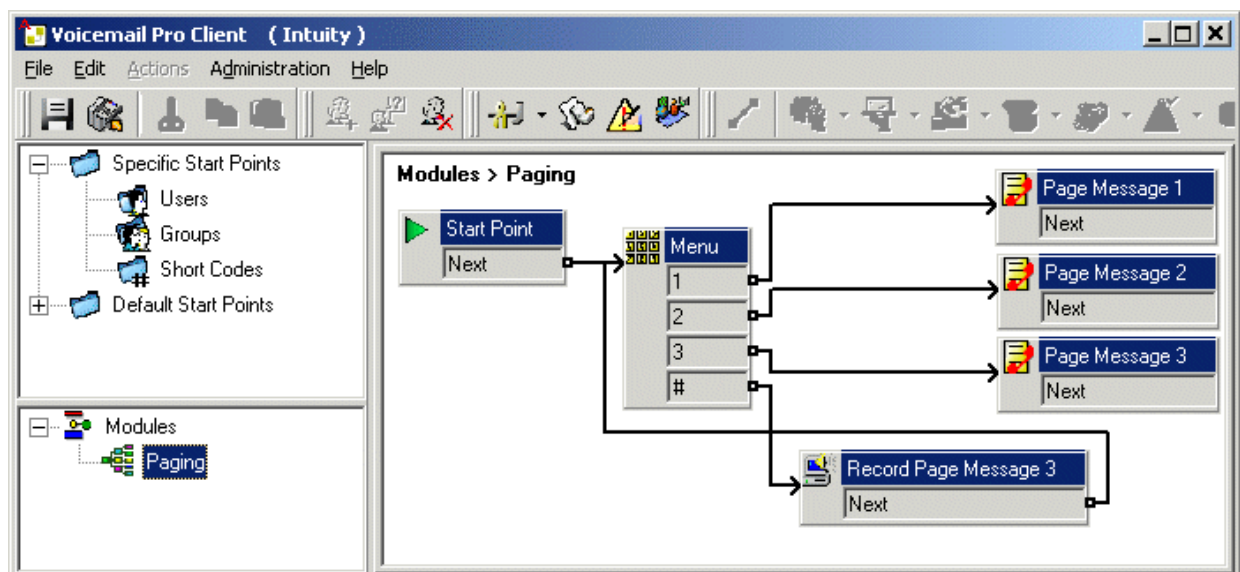 Voicemail Pro Client ( Intuity )
File Edit Actions Administration Help
Specific Start Points
Users
Groups
Short Codes
Default Start Points
Modules
Paging
Modules > Paging
Start Point
Next
Menu
1
2
3
#
Page Message 1
Next
Page Message 2
Next
Page Message 3
Next
Record Page Message 3
Next